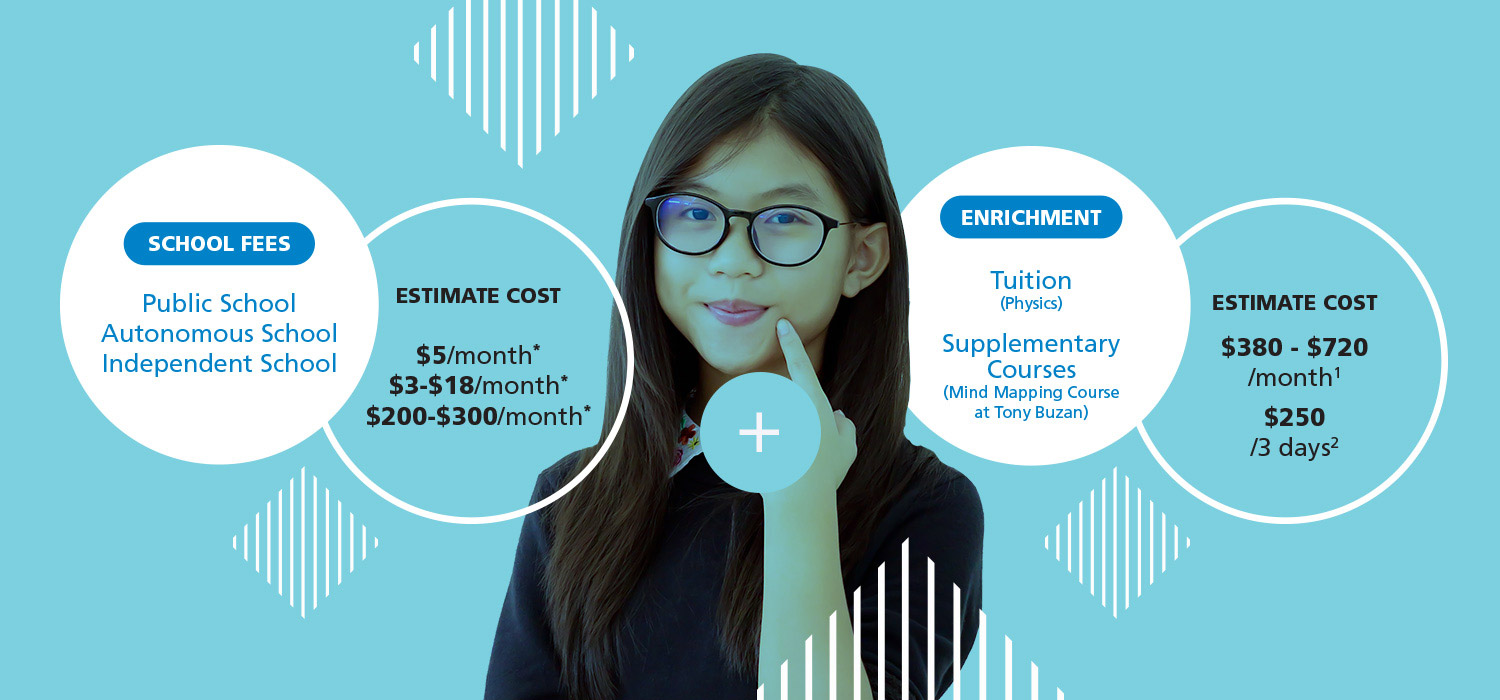 SCHOOL FEES
Public School
Autonomous School
Independent School
ESTIMATE COST
$5/month*
$3-$18/month*
$200-$300/month*
+
ENRICHMENT
Tuition
(Physics)
Supplementary
Courses
(Mind Mapping Course
at Tony Buzan)
ESTIMATE COST
$380 - $720
/month¹
$250
/3 days²